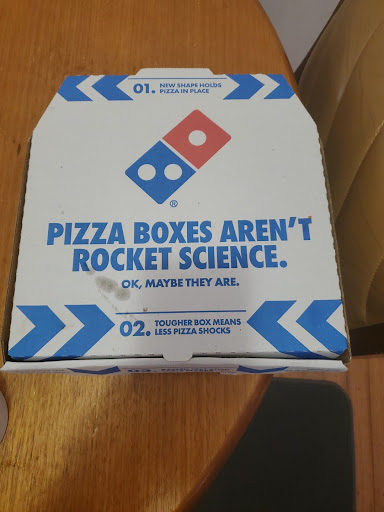 01. NEW SHAPE HOLDS
PIZZA IN PLACE
®
PIZZA BOXES AREN'T
ROCKET SCIENCE.
OK, MAYBE THEY ARE.
02. TOUGHER BOX MEANS
LESS PIZZA SHOCKS
03.